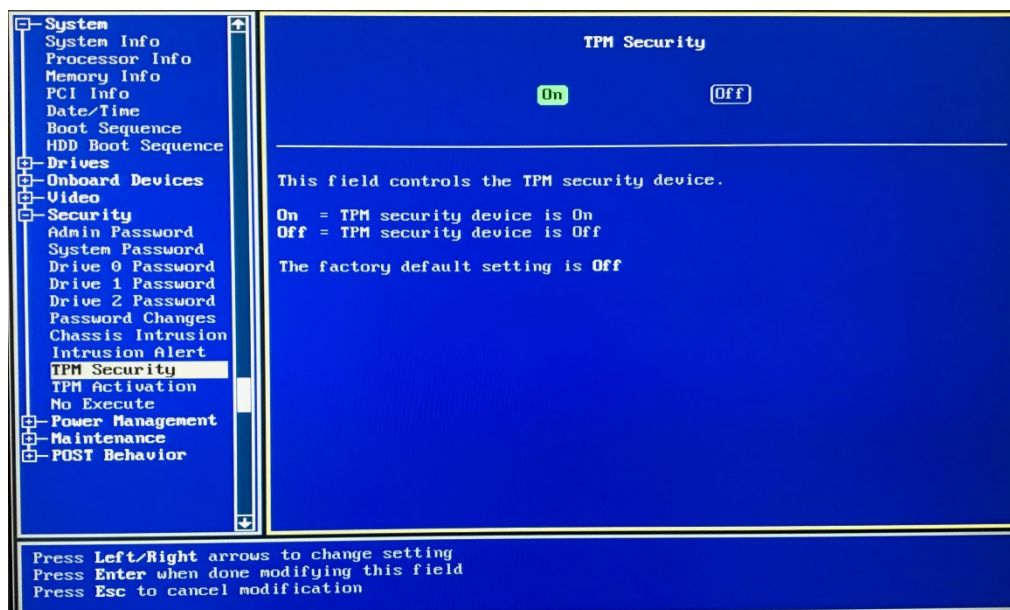 System
System Info
Processor Info
Memory Info
PCI Info
Date/Time
Boot Sequence
HDD Boot Sequence
Drives
Onboard Devices
Video
Security
Admin Password
System Password
Drive 0 Password
Drive 1 Password
Drive 2 Password
Password Changes
Chassis Intrusion
Intrusion Alert
TPM Security
TPM Activation
No Execute
Power Management
Maintenance
POST Behavior
TPM Security
On Off
This field controls the TPM security device.
On = TPM security device is On
Off = TPM security device is Off
The factory default setting is Off
Press Left/Right arrows to change setting
Press Enter when done modifying this field
Press Esc to cancel modification